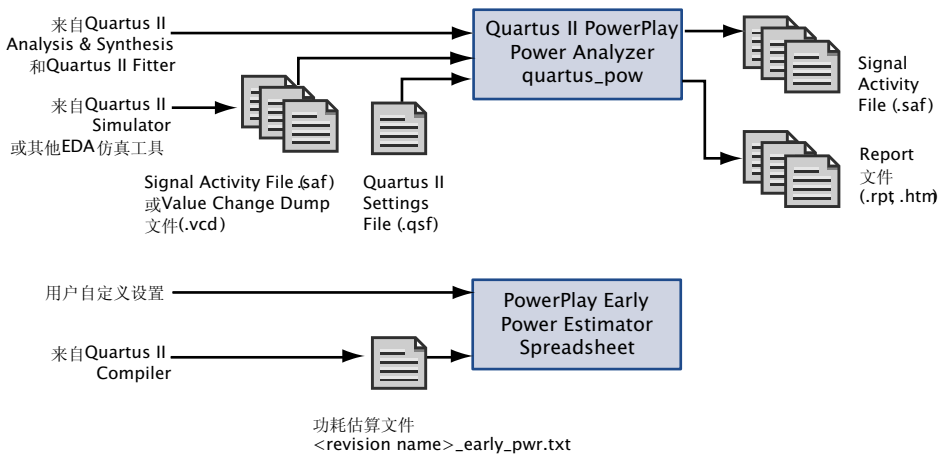 来自Quartus II
Analysis & Synthesis
和Quartus II Fitter
来自Quartus II
Simulator
或其他EDA仿真工具
Signal Activity File (.saf)
或Value Change Dump
文件(.vcd)
Quartus II
Settings
File (.qsf)
Quartus II PowerPlay
Power Analyzer
quartus_pow
Signal
Activity
File (.saf)
Report
文件
(.rpt, .htm)
用户自定义设置
来自Quartus II
Compiler
PowerPlay Early
Power Estimator
Spreadsheet
功耗估算文件
<revision name>_early_pwr.txt